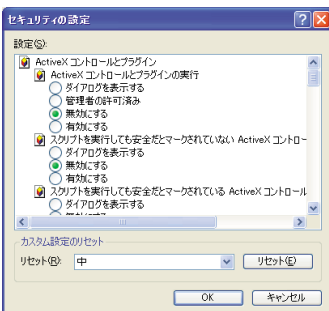 セキュリティの設定
設定(S):
ActiveX コントロールとプラグイン
ActiveX コントロールとプラグインの実行
ダイアログを表示する
管理者の許可済み
無効にする
有効にする
スクリプトを実行しても安全だとマークされていない ActiveX コントロー
ダイアログを表示する
無効にする
有効にする
スクリプトを実行しても安全だとマークされている ActiveX コントロール
ダイアログを表示する
カスタム設定のリセット
リセット(R): 中 リセット(E)
OK キャンセル